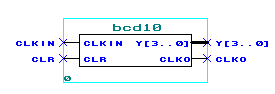 bcd10
CLKIN CLKIN Y[3..0] Y[3..0]
CLR CLR CLKO CLKO
0